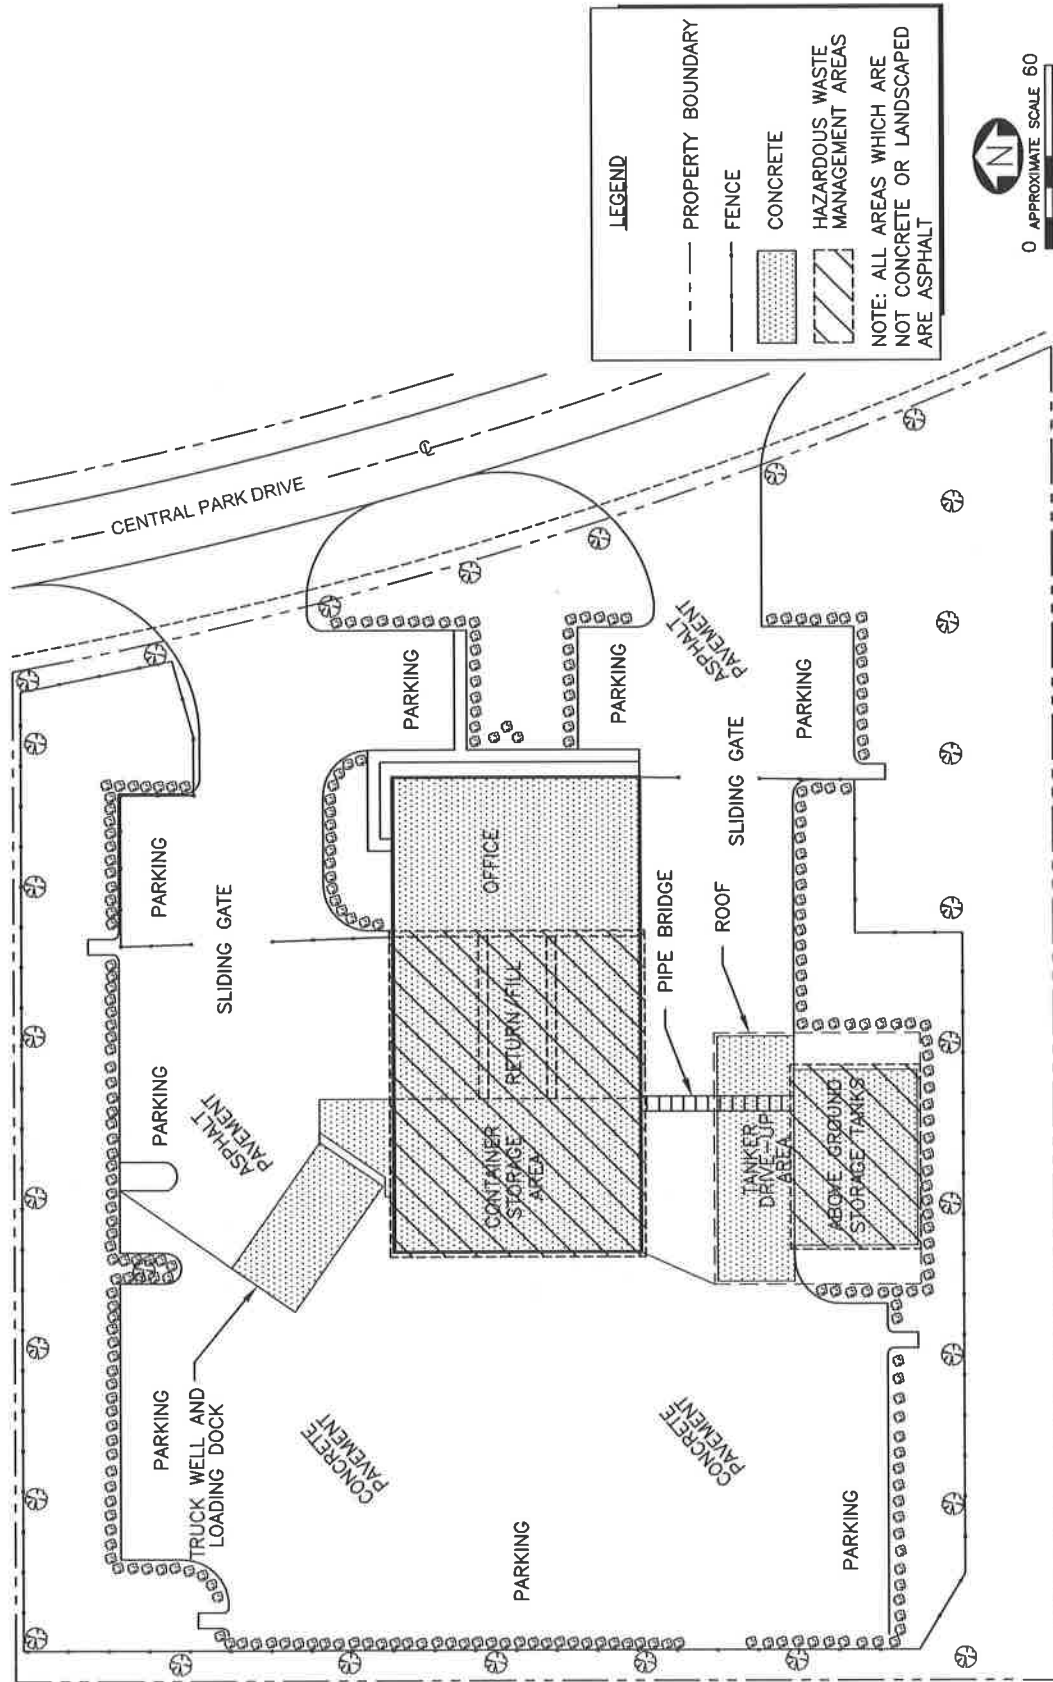 CENTRAL PARK DRIVE
℄
PARKING
SLIDING GATE
PARKING
ASPHALT
PAVEMENT
PARKING
TRUCK WELL AND
LOADING DOCK
CONCRETE
PAVEMENT
PARKING
OFFICE
RETURN/FILL
CONTAINER
STORAGE
AREA
PARKING
PARKING
ASPHALT
PAVEMENT
PARKING
SLIDING GATE
PIPE BRIDGE
ROOF
TANKER
DRIVE-UP
AREA
ABOVE GROUND
STORAGE TANKS
CONCRETE
PAVEMENT
PARKING
LEGEND
PROPERTY BOUNDARY
FENCE
CONCRETE
HAZARDOUS WASTE
MANAGEMENT AREAS
NOTE: ALL AREAS WHICH ARE
NOT CONCRETE OR LANDSCAPED
ARE ASPHALT
N
0 APPROXIMATE SCALE 60